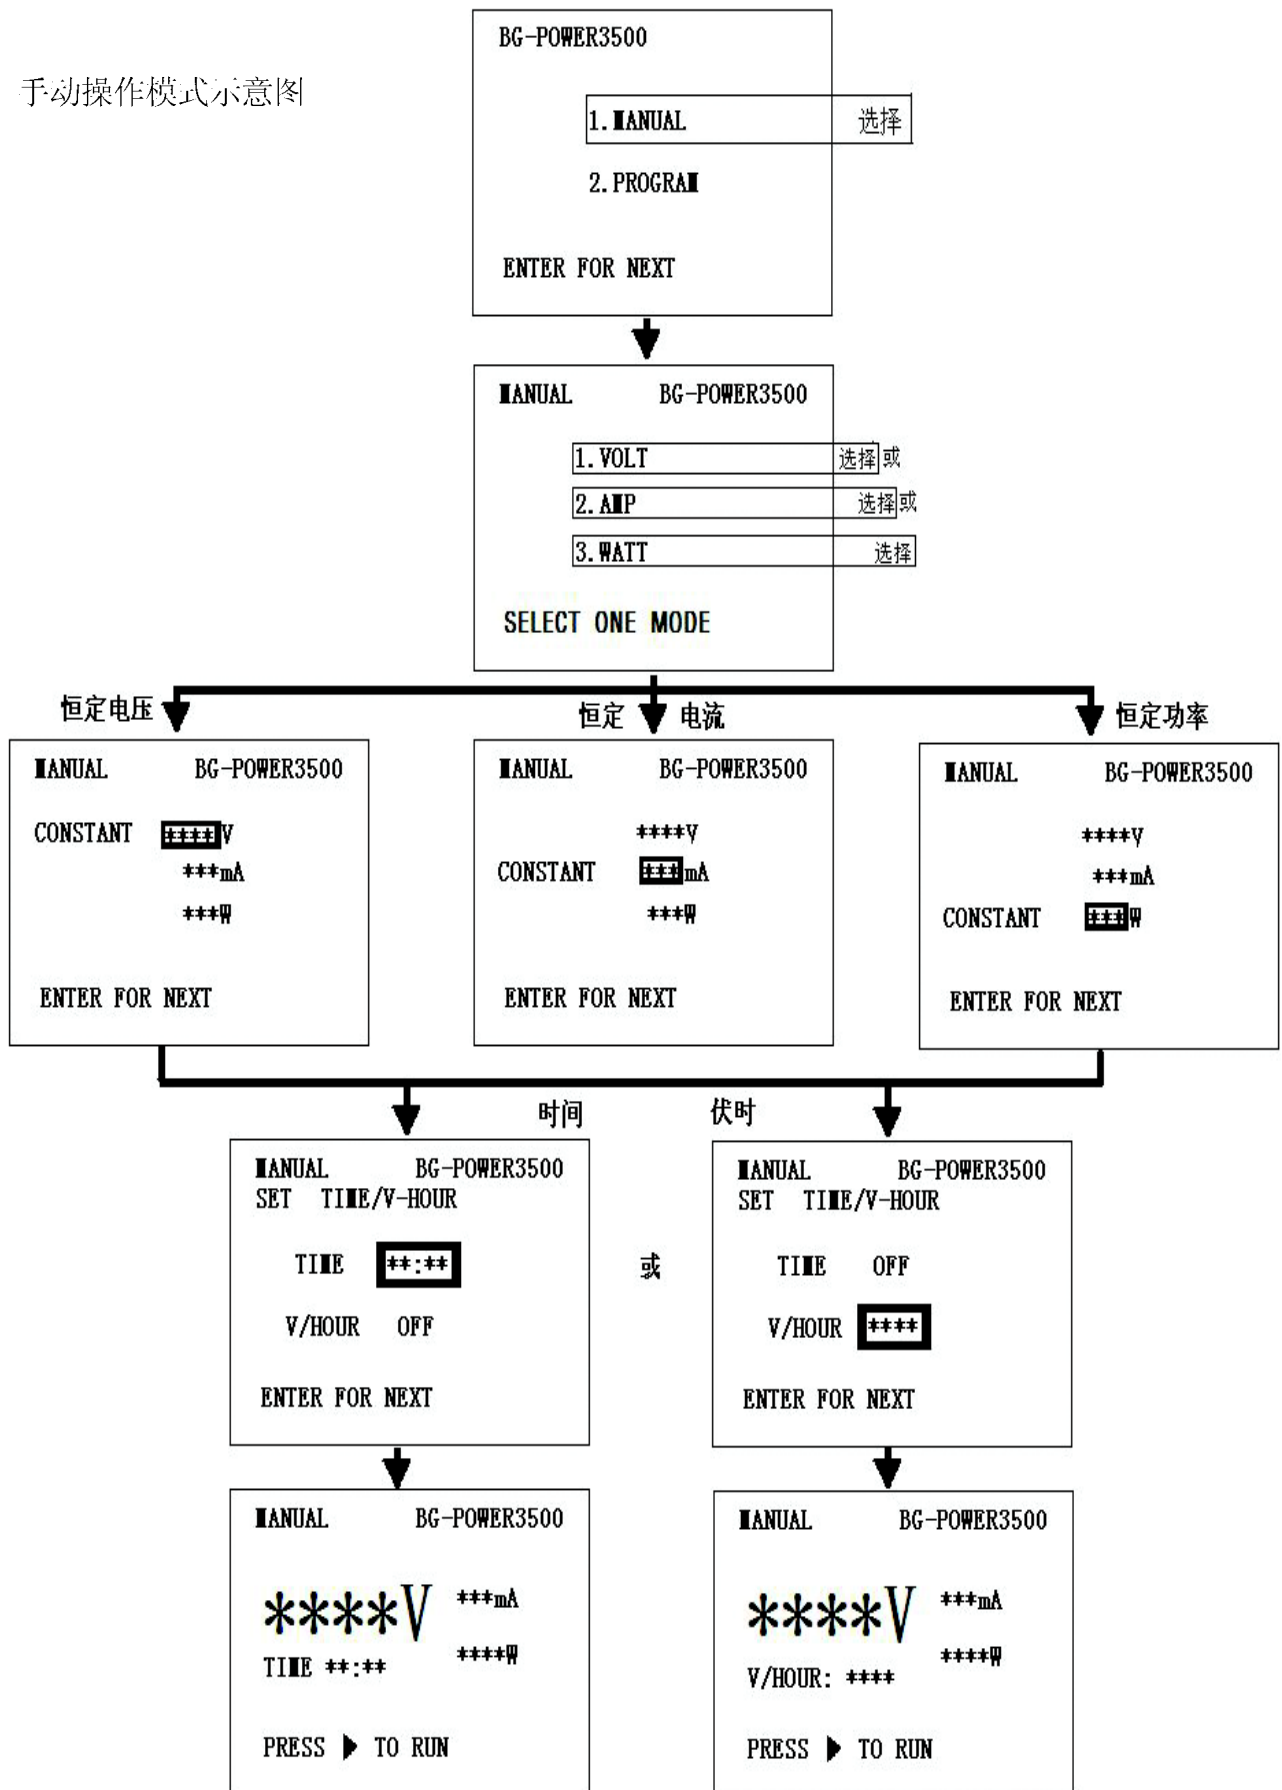 BG-POWER3500
手动操作模式示意图
1.MANUAL 选择
2.PROGRAM
ENTER FOR NEXT
MANUAL BG-POWER3500
1.VOLT 选择或
2.AMP 选择或
3.WATT 选择
SELECT ONE MODE
恒定电压
恒定 电流
恒定功率
MANUAL BG-POWER3500
CONSTANT ****V
***mA
***W
ENTER FOR NEXT
MANUAL BG-POWER3500
****V
CONSTANT ***mA
***W
ENTER FOR NEXT
MANUAL BG-POWER3500
****V
***mA
CONSTANT ***W
ENTER FOR NEXT
时间
伏时
MANUAL BG-POWER3500
SET TIME/V-HOUR
TIME **:**
V/HOUR OFF
ENTER FOR NEXT
或
MANUAL BG-POWER3500
SET TIME/V-HOUR
TIME OFF
V/HOUR ****
ENTER FOR NEXT
MANUAL BG-POWER3500
****V ***mA
****W
TIME **:**
PRESS ▶ TO RUN
MANUAL BG-POWER3500
****V ***mA
****W
V/HOUR: ****
PRESS ▶ TO RUN